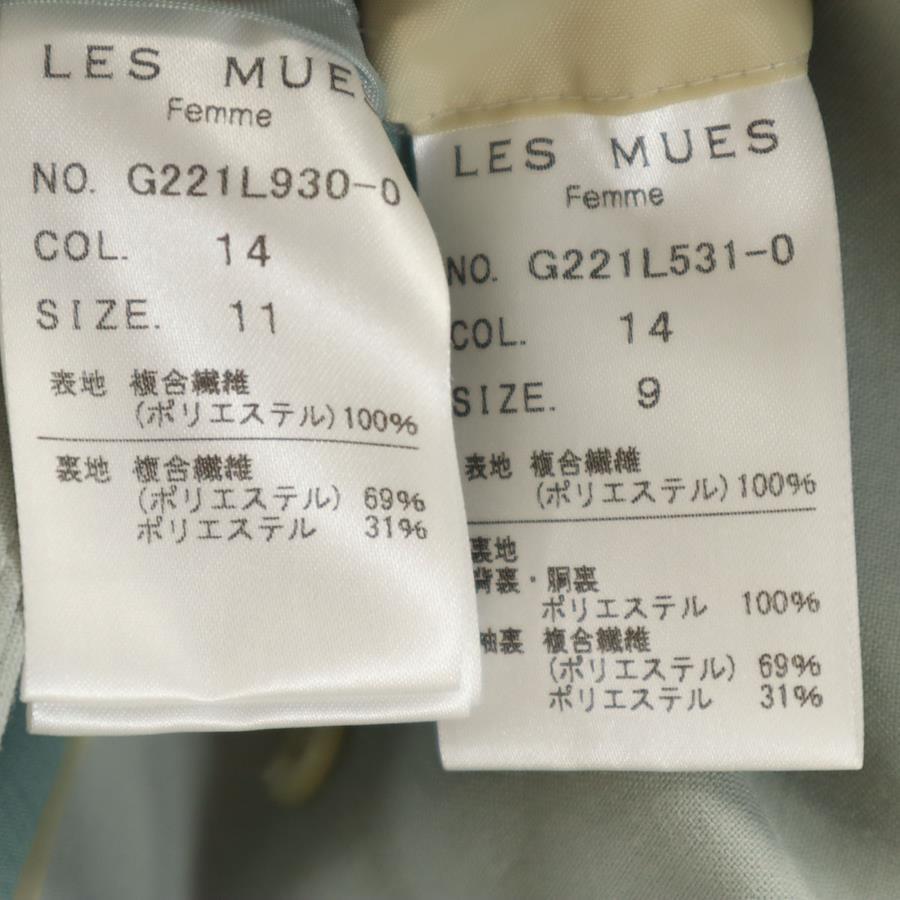 LES MUES
Femme
NO. G221L930-0
COL. 14
SIZE. 11
表地 複合繊維
(ポリエステル)100%
裏地 複合繊維
(ポリエステル) 69%
ポリエステル 31%
LES MUES
Femme
NO. G221L531-0
COL. 14
SIZE. 9
表地 複合繊維
(ポリエステル)100%
裏地
背裏・胴裏
ポリエステル 100%
袖裏 複合繊維
(ポリエステル) 69%
ポリエステル 31%